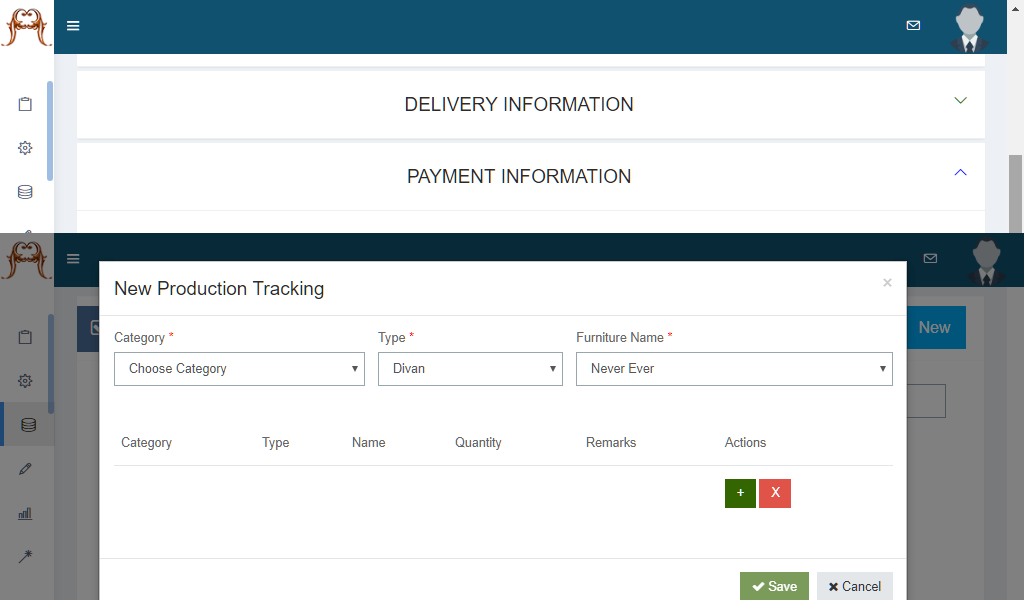 DELIVERY INFORMATION
PAYMENT INFORMATION
New Production Tracking ×
New
Category * Type * Furniture Name *
Choose Category Divan Never Ever
Category Type Name Quantity Remarks Actions
+ X
Save Cancel